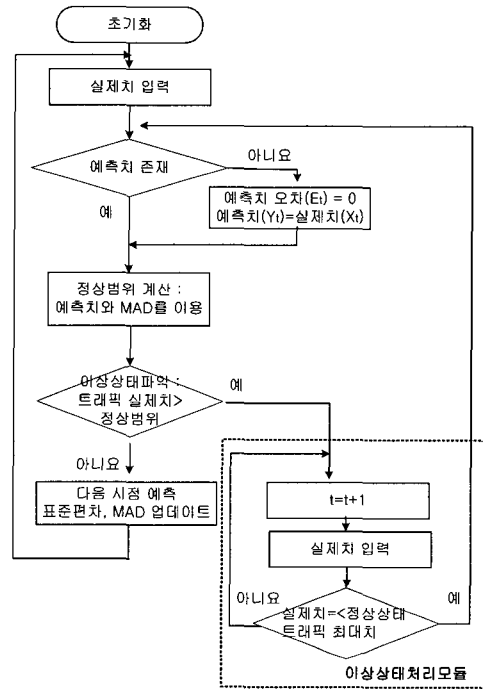 초기화
실제치 입력
예측치 존재
아니요
예
예측치 오차(Et) = 0
예측치(Yt)=실제치(Xt)
정상범위 계산 :
예측치와 MAD를 이용
이상상태파악 :
트래픽 실제치>
정상범위
예
아니요
다음 시점 예측
표준편차, MAD 업데이트
t=t+1
실제치 입력
아니요
예
실제치=<정상상태
트래픽 최대치
이상상태처리모듈